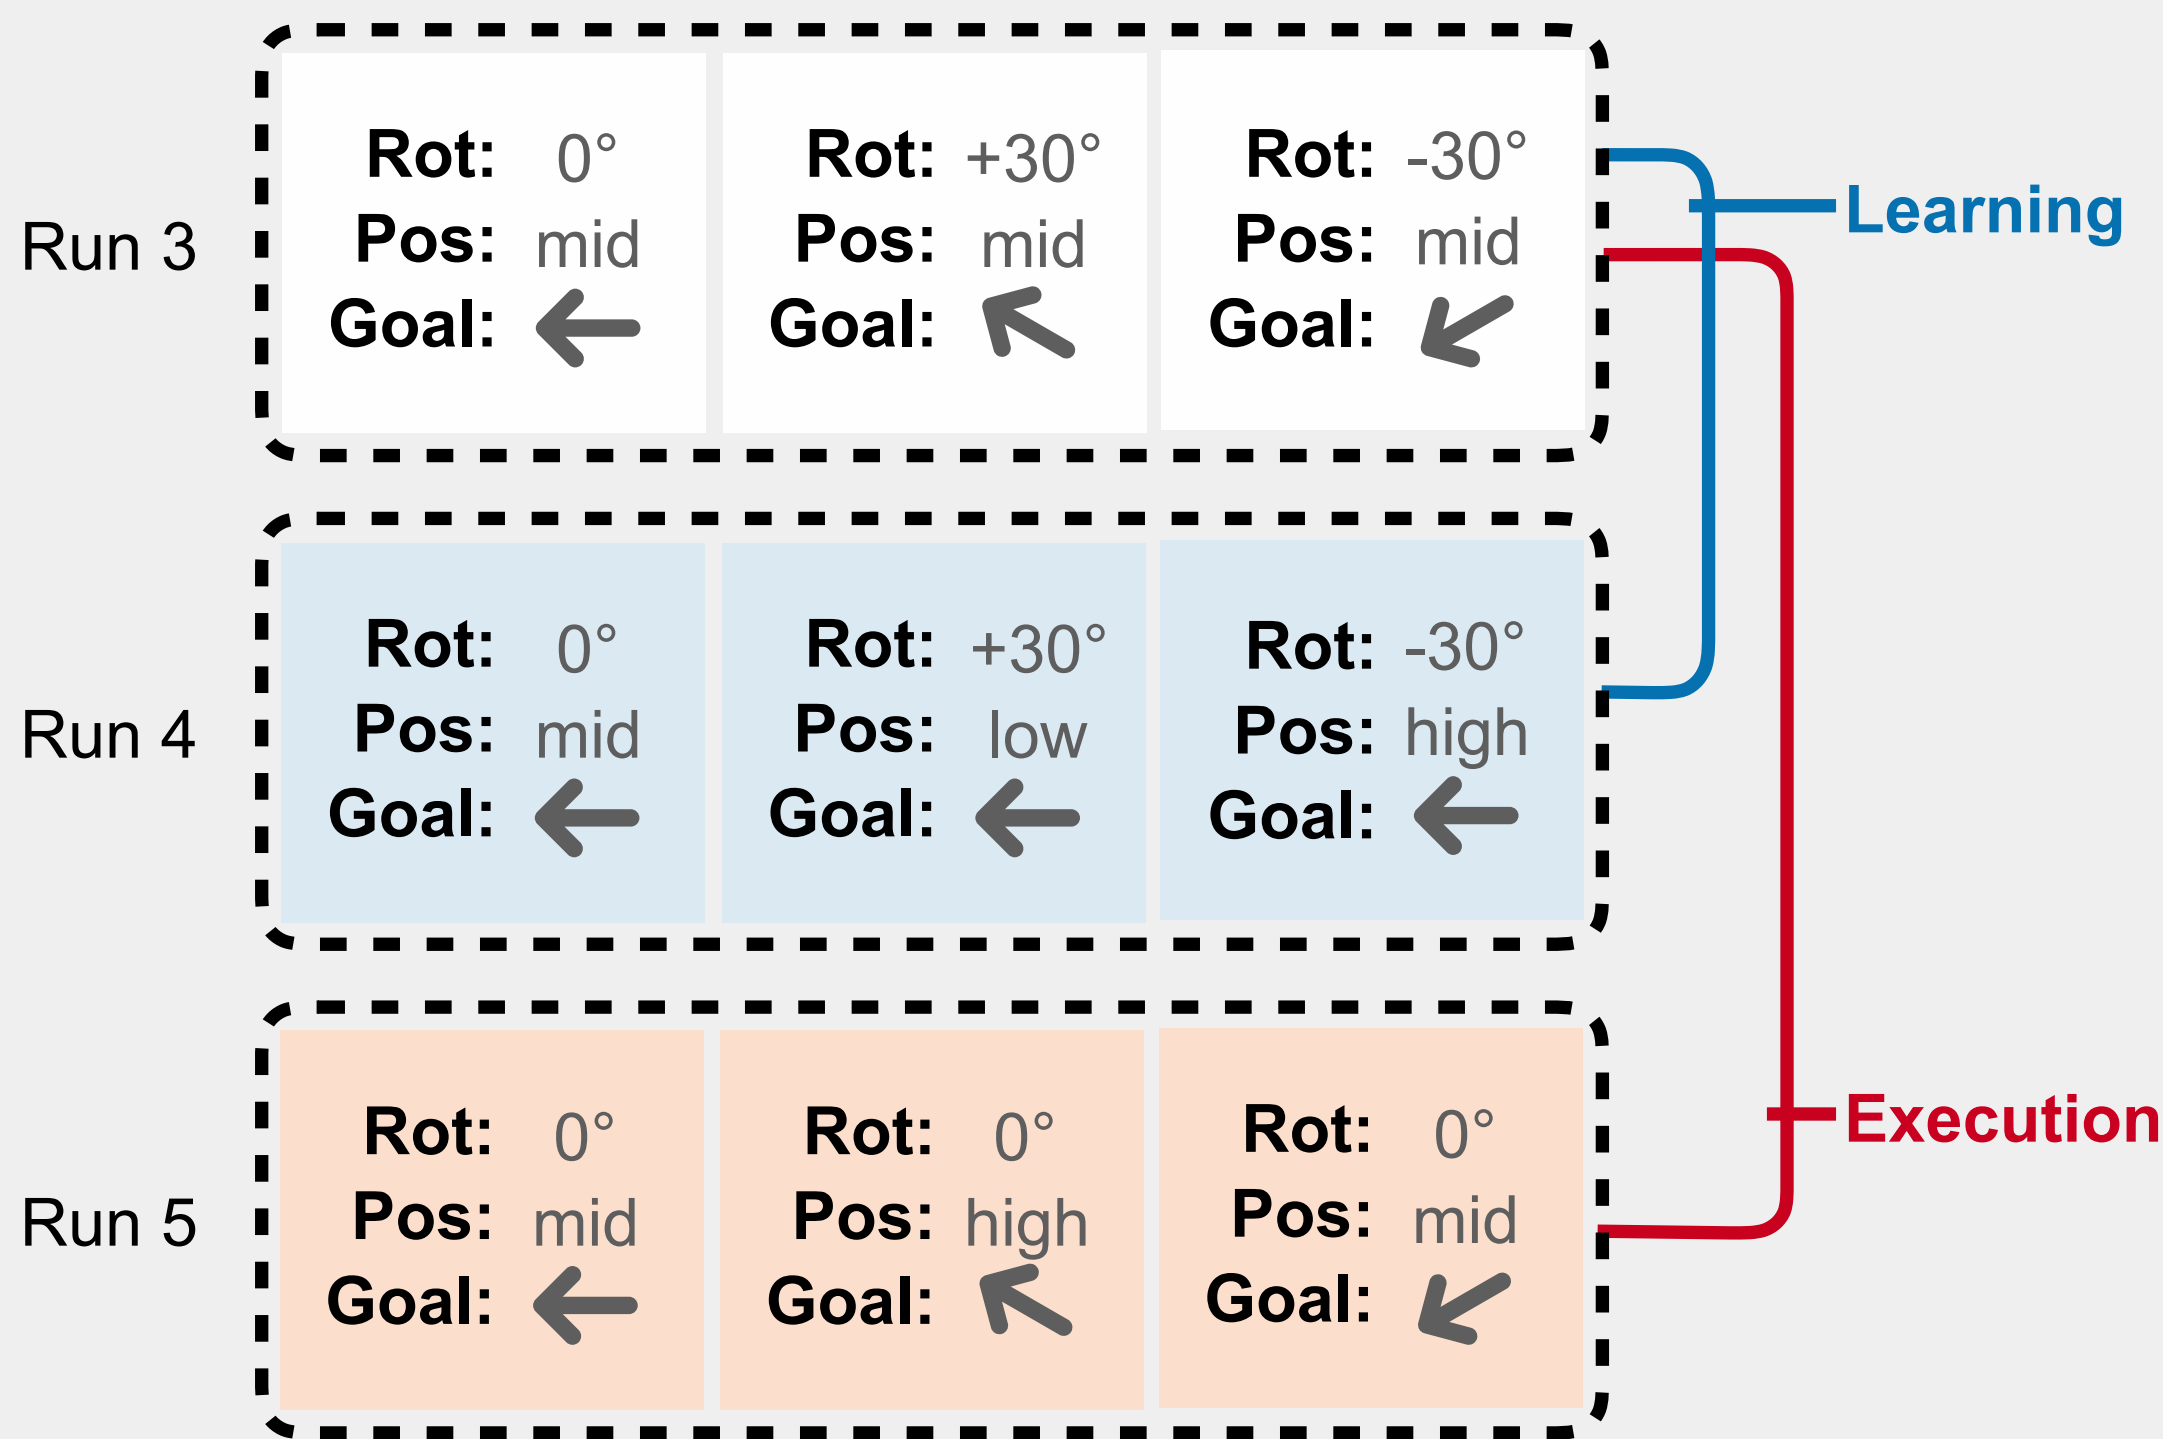 Run 3
Rot: 0°
Pos: mid
Goal:
Rot: +30°
Pos: mid
Goal:
Rot: -30°
Pos: mid
Goal:
Learning
Run 4
Rot: 0°
Pos: mid
Goal:
Rot: +30°
Pos: low
Goal:
Rot: -30°
Pos: high
Goal:
Run 5
Rot: 0°
Pos: mid
Goal:
Rot: 0°
Pos: high
Goal:
Rot: 0°
Pos: mid
Goal:
Execution